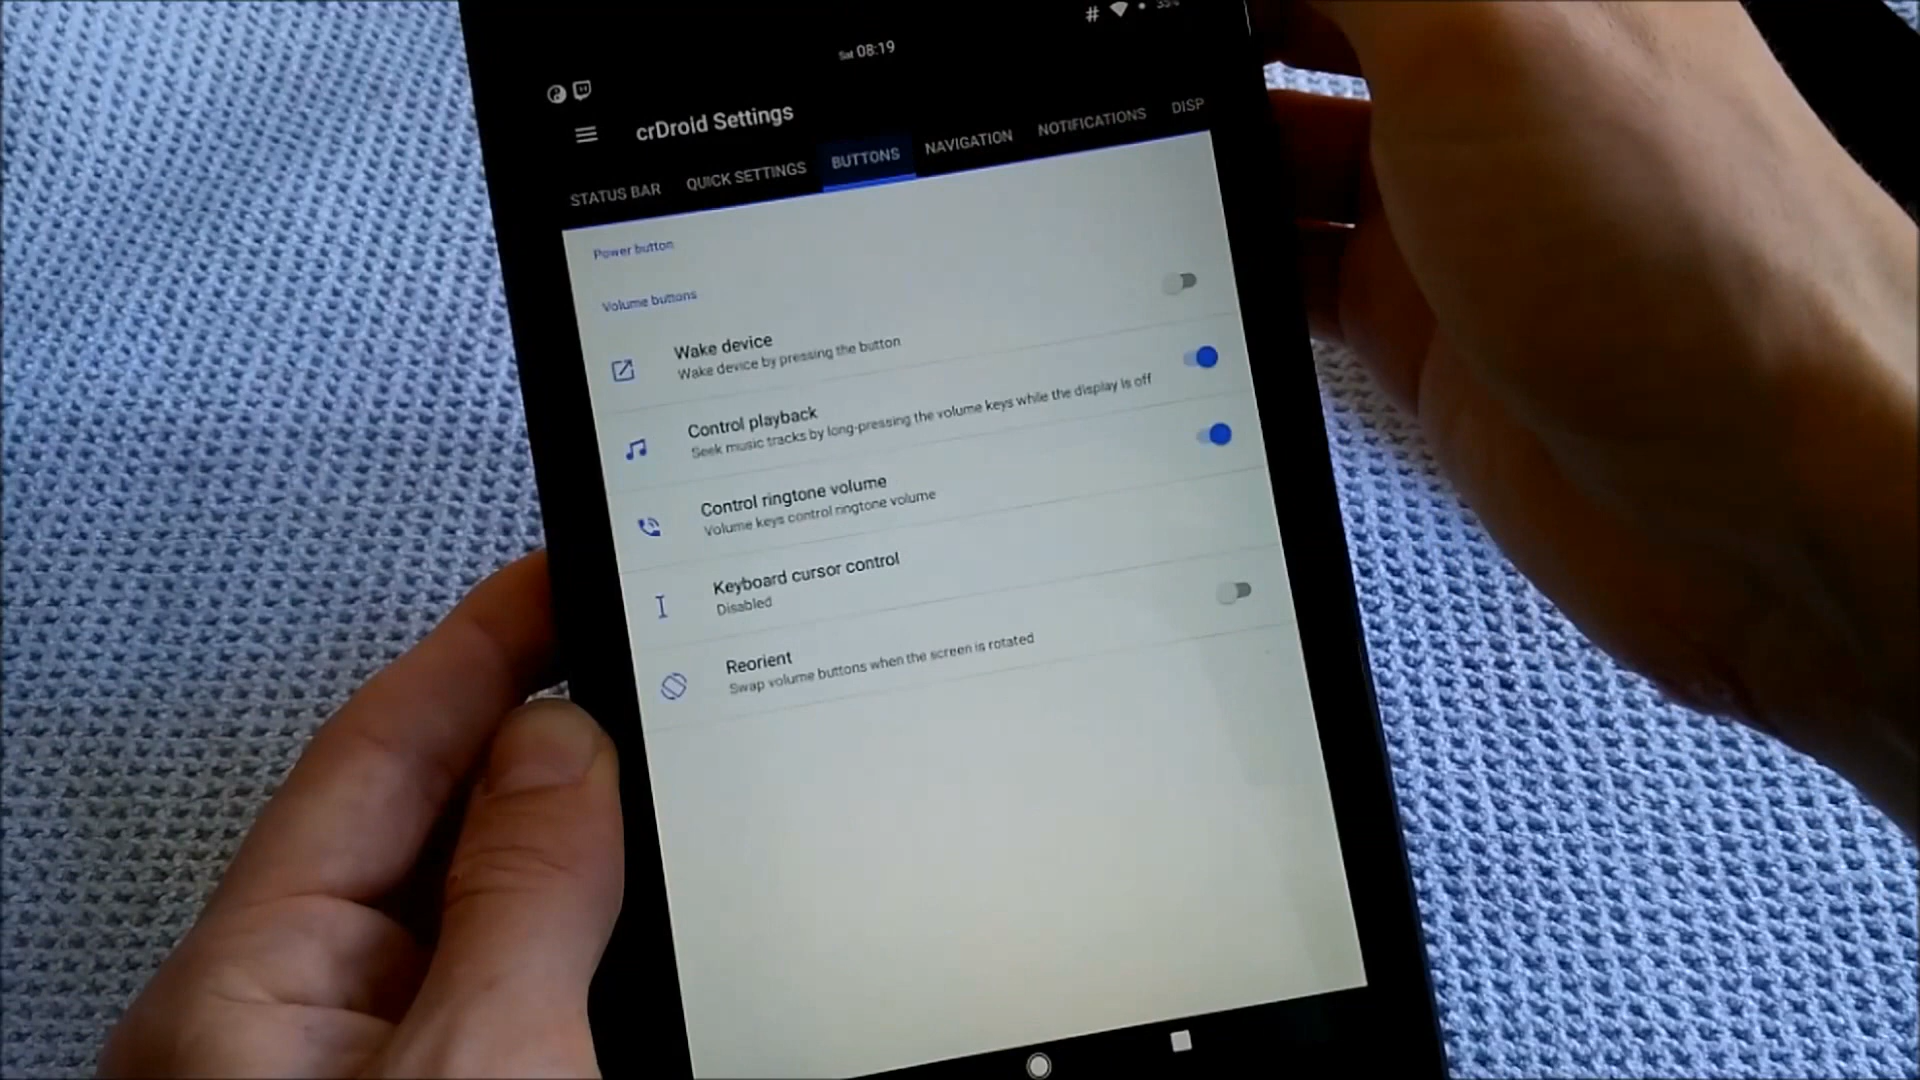 Sat 08:19
crDroid Settings
STATUS BAR QUICK SETTINGS BUTTONS NAVIGATION NOTIFICATIONS DISP
Power button
Volume buttons
Wake device
Wake device by pressing the button
Control playback
Seek music tracks by long-pressing the volume keys while the display is off
Control ringtone volume
Volume keys control ringtone volume
Keyboard cursor control
Disabled
Reorient
Swap volume buttons when the screen is rotated